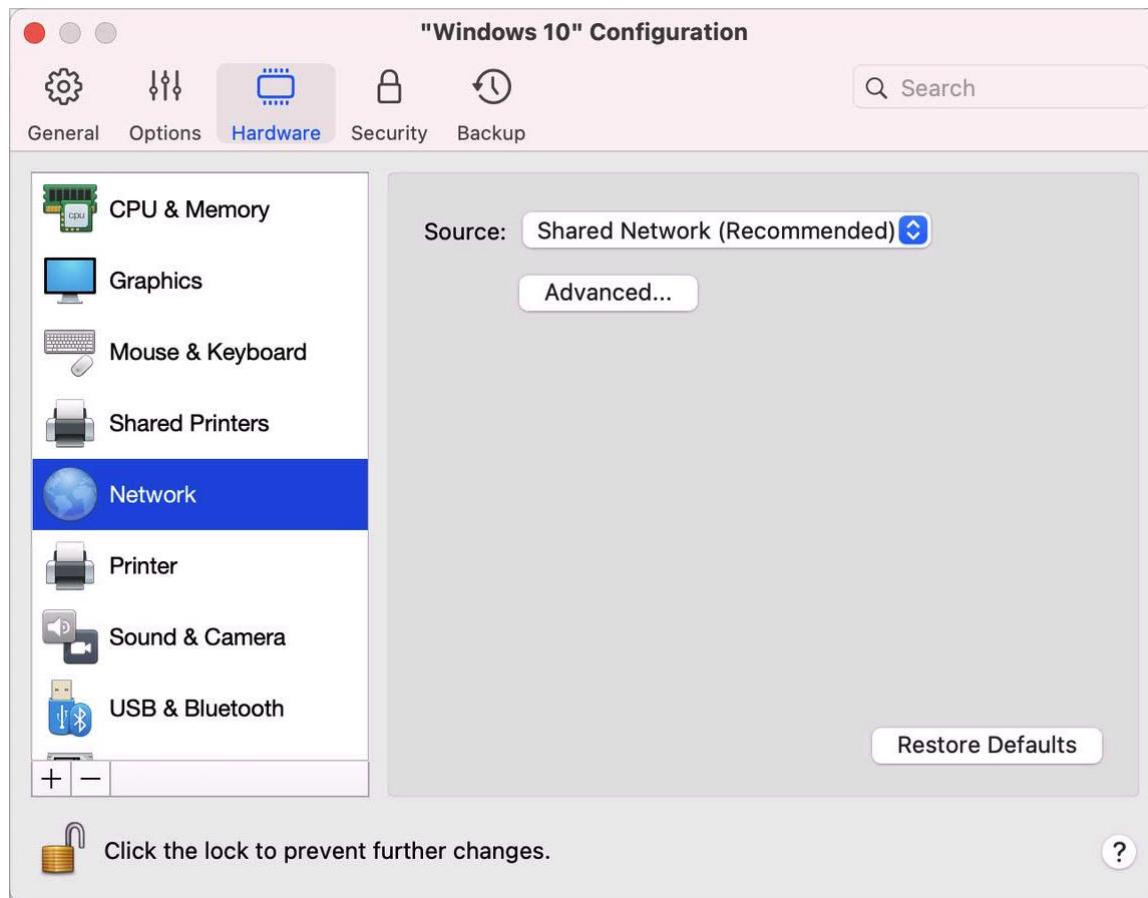 "Windows 10" Configuration
General Options Hardware Security Backup
Search
CPU & Memory
cpu
Graphics
Mouse & Keyboard
Shared Printers
Network
Printer
Sound & Camera
USB & Bluetooth
+ −
Source: Shared Network (Recommended)
Advanced...
Restore Defaults
Click the lock to prevent further changes.
?